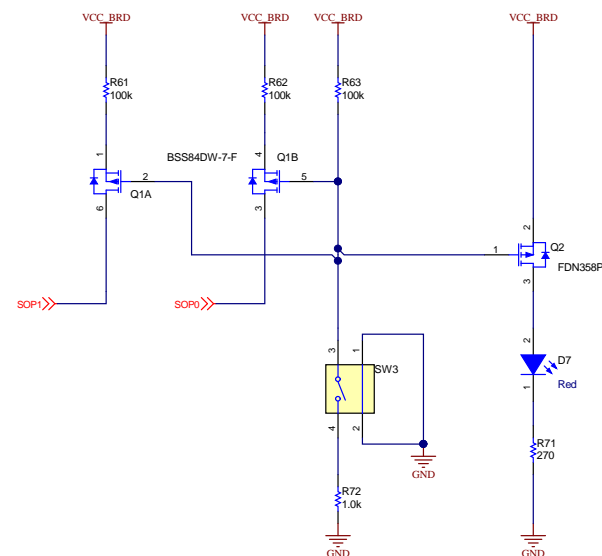 VCC_BRD VCC_BRD VCC_BRD VCC_BRD
R61 R62 R63
100k 100k 100k
1 4 BSS84DW-7-F Q1B
2 5
Q1A
6 3
2
1 Q2
FDN358P
3
SOP1 SOP0
3 1 2 D7
SW3
1 Red
4 2
R71
270
GND
R72
1.0k
GND GND